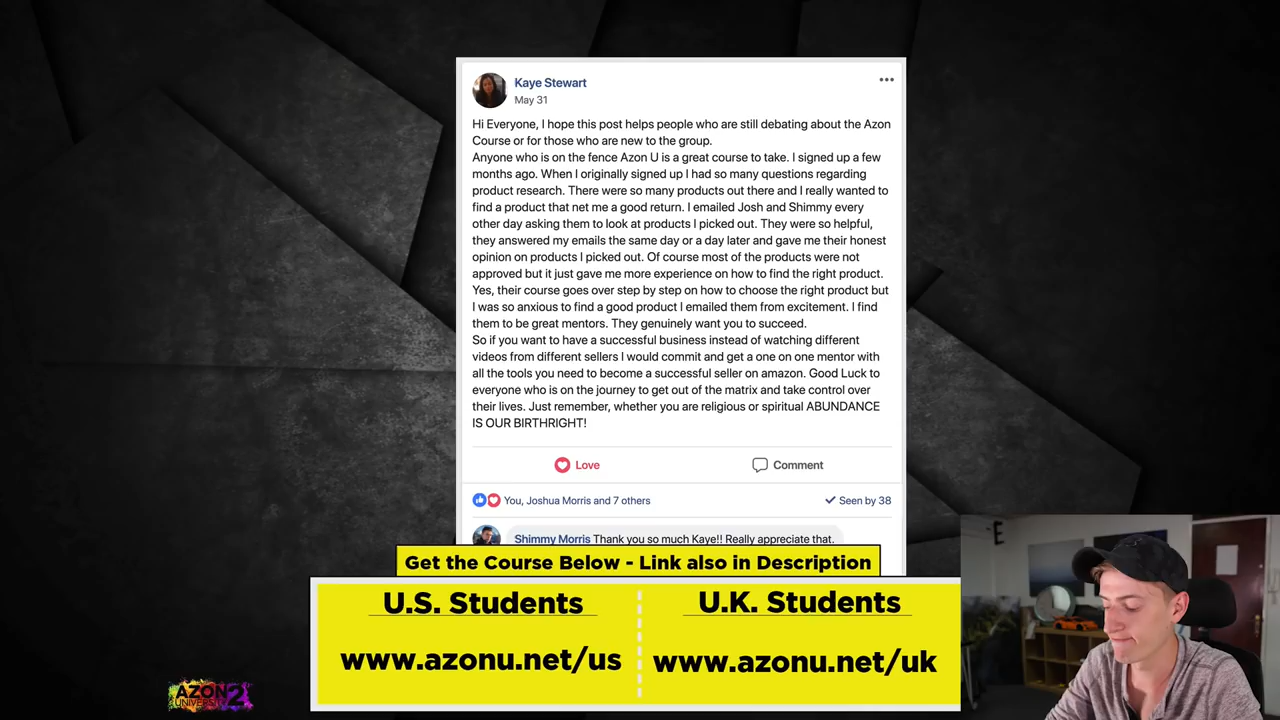 Kaye Stewart
May 31
Hi Everyone, I hope this post helps people who are still debating about the Azon
Course or for those who are new to the group.
Anyone who is on the fence Azon U is a great course to take. I signed up a few
months ago. When I originally signed up I had so many questions regarding
product research. There were so many products out there and I really wanted to
find a product that net me a good return. I emailed Josh and Shimmy every
other day asking them to look at products I picked out. They were so helpful,
they answered my emails the same day or a day later and gave me their honest
opinion on products I picked out. Of course most of the products were not
approved but it just gave me more experience on how to find the right product.
Yes, their course goes over step by step on how to choose the right product but
I was so anxious to find a good product I emailed them from excitement. I find
them to be great mentors. They genuinely want you to succeed.
So if you want to have a successful business instead of watching different
videos from different sellers I would commit and get a one on one mentor with
all the tools you need to become a successful seller on amazon. Good Luck to
everyone who is on the journey to get out of the matrix and take control over
their lives. Just remember, whether you are religious or spiritual ABUNDANCE
IS OUR BIRTHRIGHT!
Love
Comment
You, Joshua Morris and 7 others
Seen by 38
Shimmy Morris Thank you so much Kaye!! Really appreciate that.
Get the Course Below - Link also in Description
U.S. Students
U.K. Students
www.azonu.net/us
www.azonu.net/uk
AZON
UNIVERSITY
2